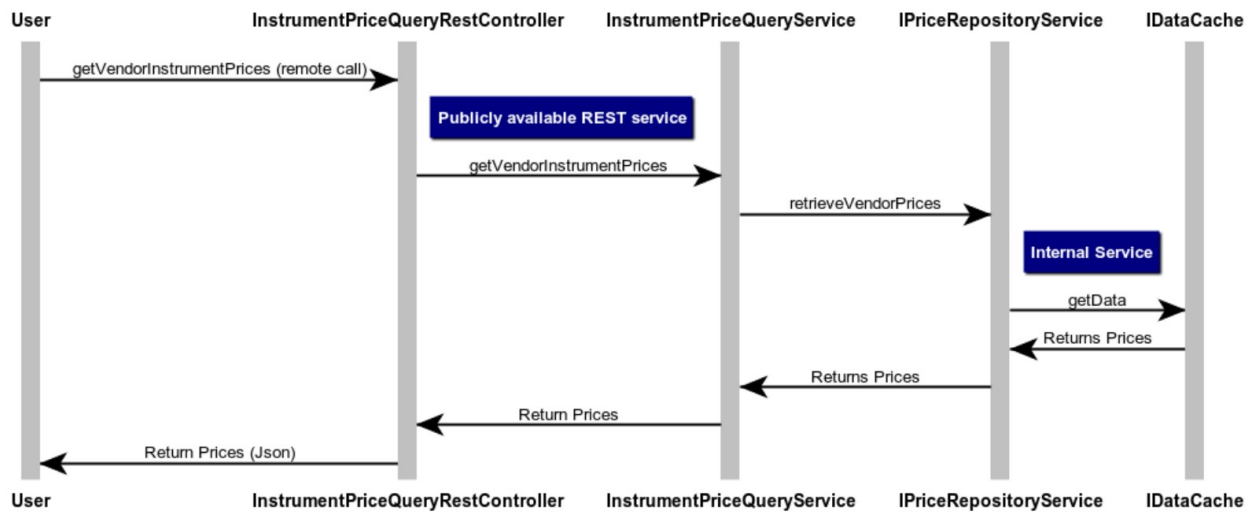 User
InstrumentPriceQueryRestController
InstrumentPriceQueryService
IPriceRepositoryService
IDataCache
getVendorInstrumentPrices (remote call)
Publicly available REST service
getVendorInstrumentPrices
retrieveVendorPrices
Internal Service
getData
Returns Prices
Returns Prices
Return Prices
Return Prices (Json)
User
InstrumentPriceQueryRestController
InstrumentPriceQueryService
IPriceRepositoryService
IDataCache